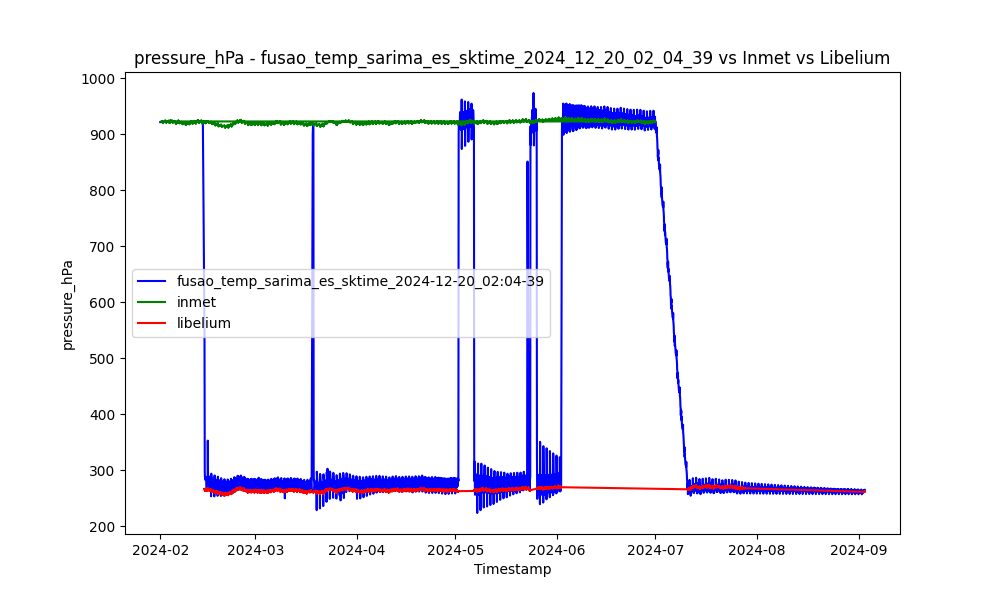 pressure_hPa - fusao_temp_sarima_es_sktime_2024_12_20_02_04_39 vs Inmet vs Libelium
1000
900
800
700
600
500
400
300
200
pressure_hPa
fusao_temp_sarima_es_sktime_2024-12-20_02:04-39
inmet
libelium
2024-02
2024-03
2024-04
2024-05
2024-06
2024-07
2024-08
2024-09
Timestamp